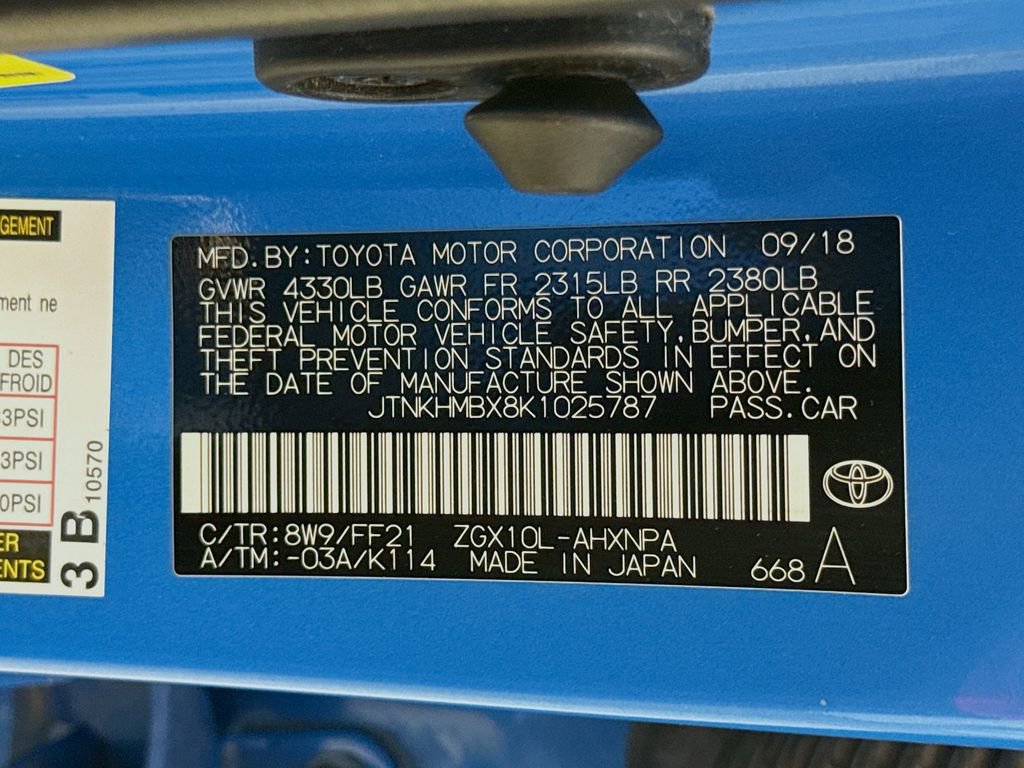 GEMENT
ment ne
DES
FROID
3PSI
3PSI
0PSI
ER
ENTS
3 B 10570
MFD.BY:TOYOTA MOTOR CORPORATION 09/18
GVWR 4330LB GAWR FR 2315LB RR 2380LB
THIS VEHICLE CONFORMS TO ALL APPLICABLE
FEDERAL MOTOR VEHICLE SAFETY,BUMPER,AND
THEFT PREVENTION STANDARDS IN EFFECT ON
THE DATE OF MANUFACTURE SHOWN ABOVE.
JTNKHMBX8K1025787 PASS.CAR
C/TR:8W9/FF21 ZGX10L-AHXNPA
A/TM:-03A/K114 MADE IN JAPAN 668 A